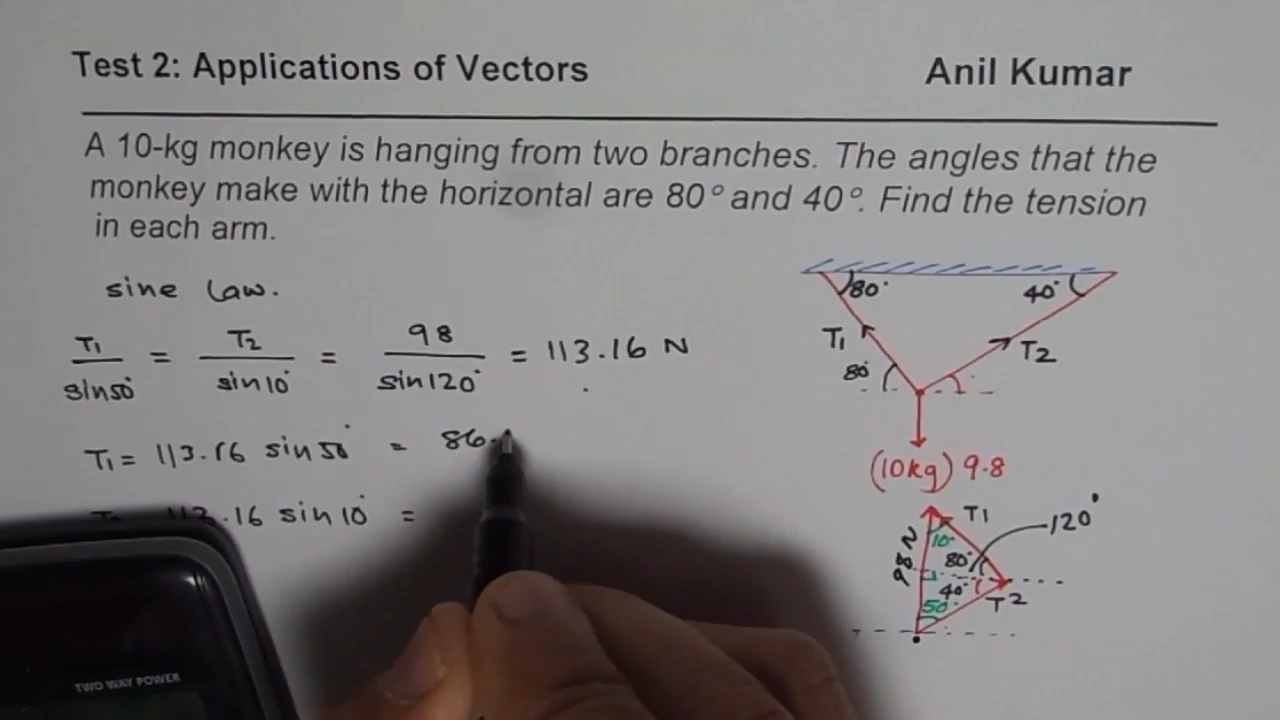 Test 2: Applications of Vectors
Anil Kumar
A 10-kg monkey is hanging from two branches. The angles that the
monkey make with the horizontal are 80° and 40°. Find the tension
in each arm.
sine law.
T1/sin50° = T2/sin10° = 98/sin120° = 113.16 N
T1 = 113.16 sin50° = 86.
.16 sin10° =
80° 40°
T1 T2
80°
(10kg) 9.8
T1 120°
98 N 10° 80°
40° T2
50°
TWO WAY POWER